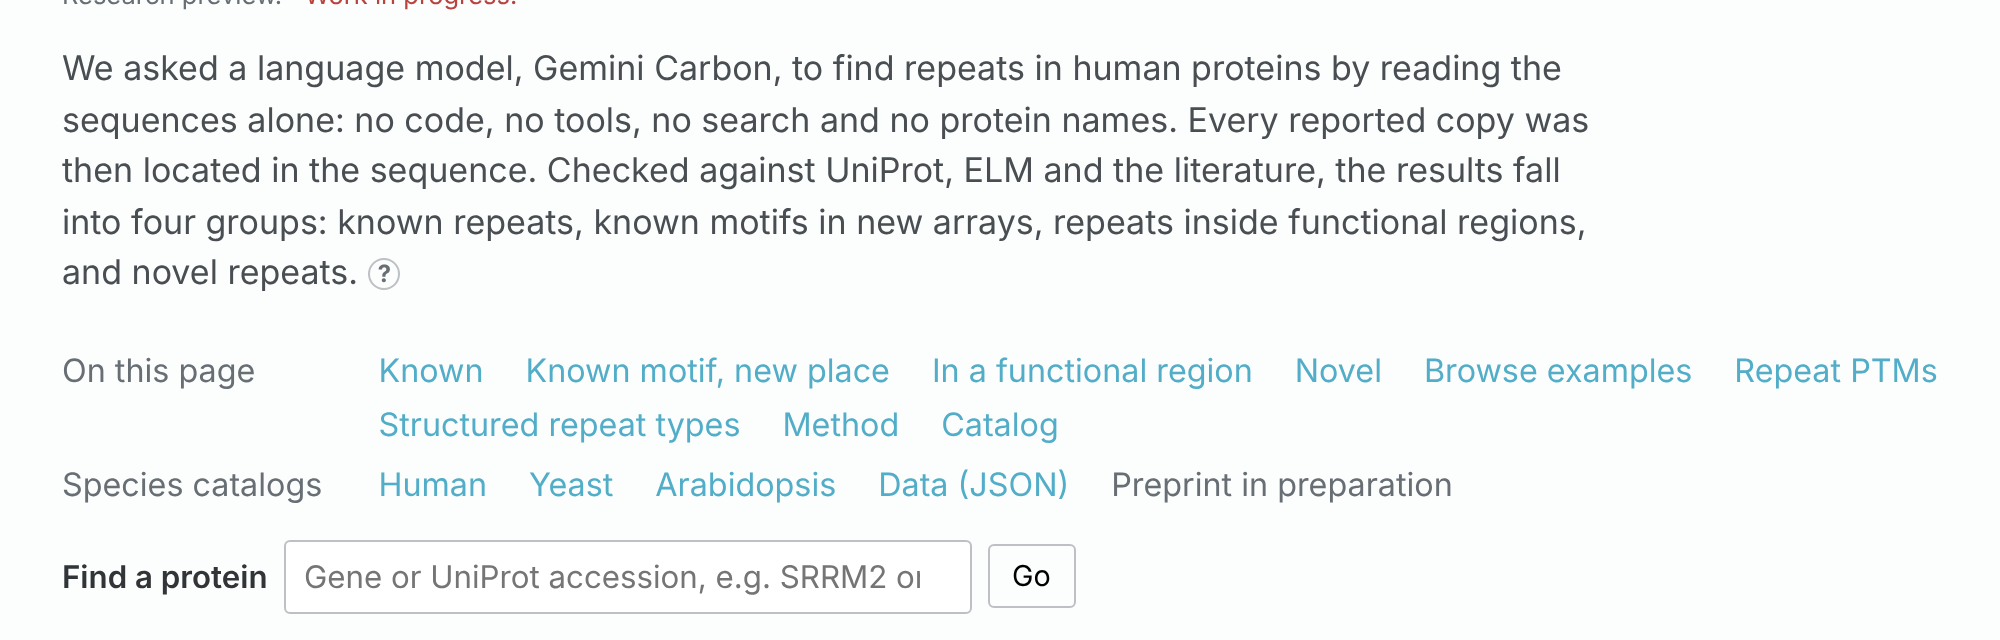 Research preview. Work in progress.
We asked a language model, Gemini Carbon, to find repeats in human proteins by reading the
sequences alone: no code, no tools, no search and no protein names. Every reported copy was
then located in the sequence. Checked against UniProt, ELM and the literature, the results fall
into four groups: known repeats, known motifs in new arrays, repeats inside functional regions,
and novel repeats. ?
On this page Known Known motif, new place In a functional region Novel Browse examples Repeat PTMs
Structured repeat types Method Catalog
Species catalogs Human Yeast Arabidopsis Data (JSON) Preprint in preparation
Find a protein Gene or UniProt accession, e.g. SRRM2 Go